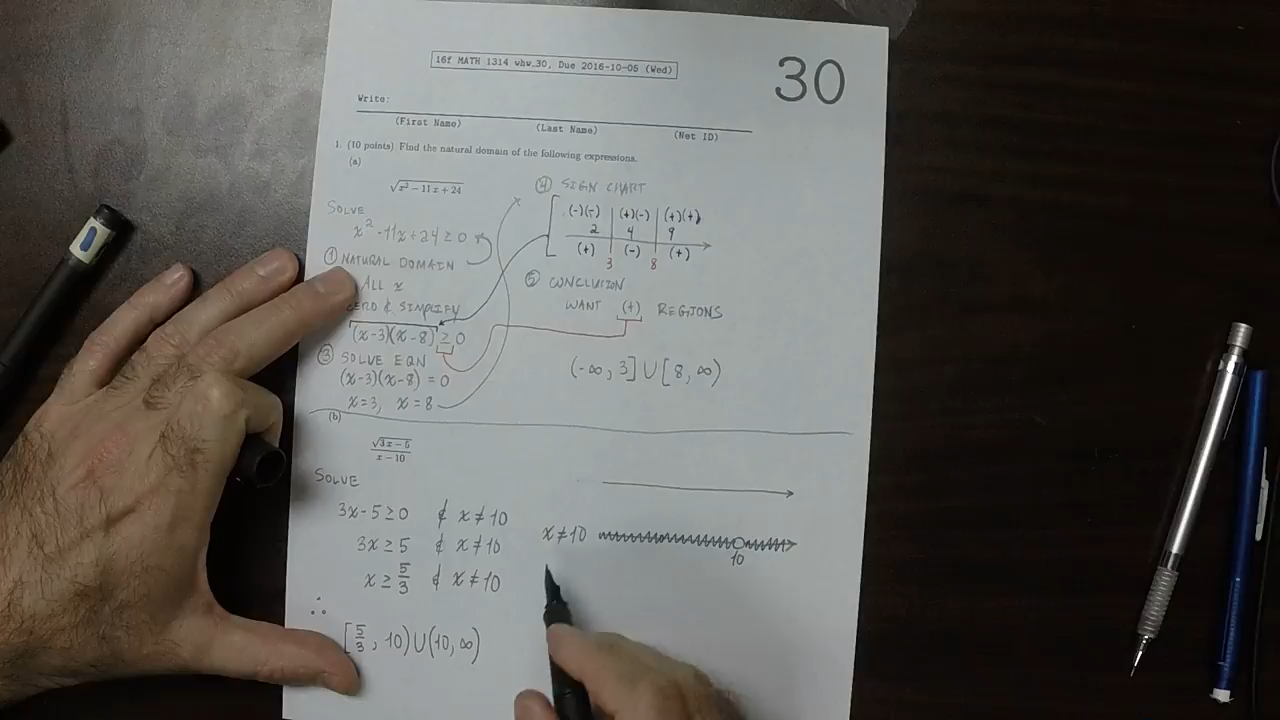 16f MATH 1314 whw.30, Due 2016-10-05 (Wed)
30
Write:
(First Name) (Last Name) (Net ID)
1. (10 points) Find the natural domain of the following expressions.
(a)
√x² − 11x + 24
SOLVE
x² - 11x + 24 ≥ 0
① NATURAL DOMAIN
ALL x
ZERO & SIMPLIFY
(x-3)(x-8) ≥ 0
③ SOLVE EQN
(x-3)(x-8) = 0
x=3, x=8
④ SIGN CHART
(-)(-) (+)(-) (+)(+)
2 4 9
(+) (-) (+)
3 8
⑤ CONCLUSION
WANT (+) REGIONS
(-∞, 3] ∪ [8, ∞)
(b)
√3x − 5
x − 10
SOLVE
3x-5 ≥ 0 & x ≠ 10
3x ≥ 5 & x ≠ 10
x ≥ 5/3 & x ≠ 10
∴
[5/3, 10) ∪ (10, ∞)
x ≠ 10
10